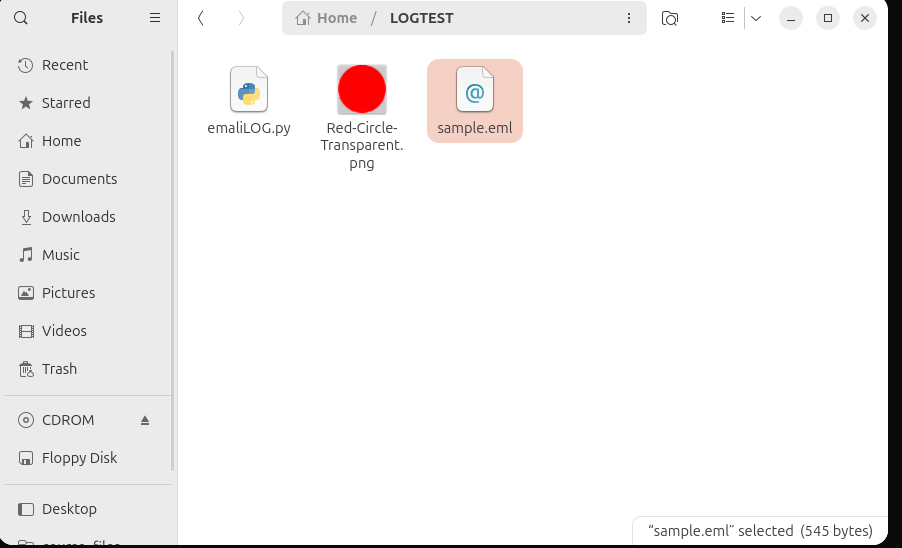 Files
Home / LOGTEST
Recent
Starred
Home
Documents
Downloads
Music
Pictures
Videos
Trash
CDROM
Floppy Disk
Desktop
emaliLOG.py
Red-Circle-
Transparent.
png
@
sample.eml
“sample.eml” selected (545 bytes)